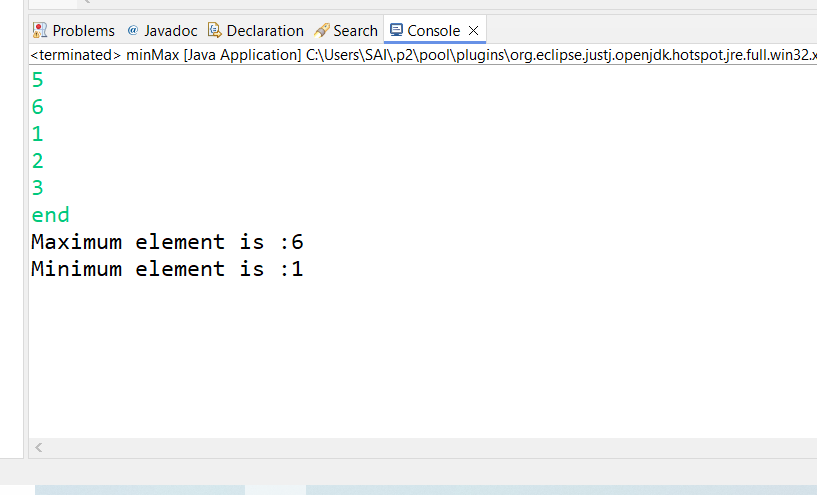 Problems @ Javadoc Declaration Search Console
<terminated> minMax [Java Application] C:\Users\SAI\.p2\pool\plugins\org.eclipse.justj.openjdk.hotspot.jre.full.win32.x
5
6
1
2
3
end
Maximum element is :6
Minimum element is :1